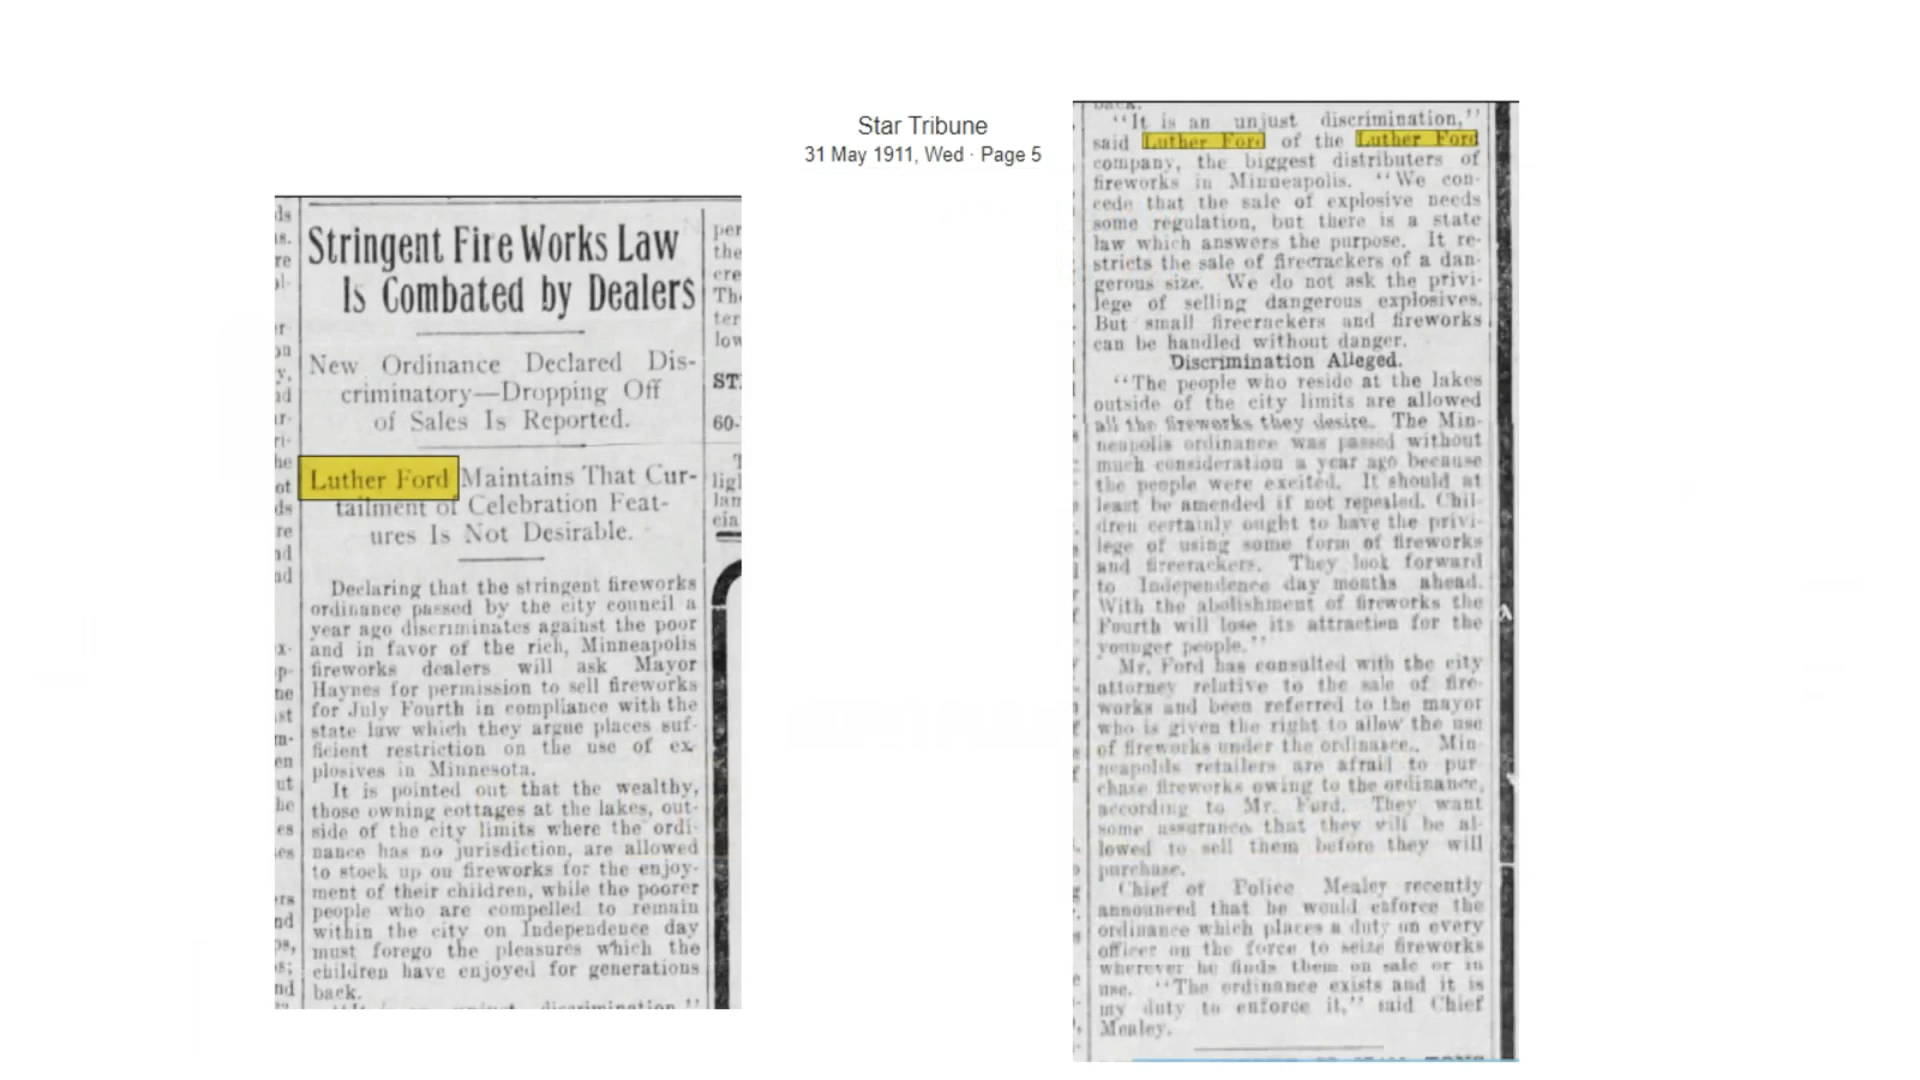 Star Tribune
31 May 1911, Wed · Page 5
Stringent Fire Works Law
Is Combated by Dealers
New Ordinance Declared Dis-
criminatory—Dropping Off
of Sales Is Reported.
Luther Ford Maintains That Cur-
tailment of Celebration Feat-
ures Is Not Desirable.
Declaring that the stringent fireworks
ordinance passed by the city council a
year ago discriminates against the poor
and in favor of the rich, Minneapolis
fireworks dealers will ask Mayor
Haynes for permission to sell fireworks
for July Fourth in compliance with the
state law which they argue places suf-
ficient restriction on the use of ex-
plosives in Minnesota.
It is pointed out that the wealthy,
those owning cottages at the lakes, out-
side of the city limits where the ordi-
nance has no jurisdiction, are allowed
to stock up on fireworks for the enjoy-
ment of their children, while the poorer
people who are compelled to remain
within the city on Independence day
must forego the pleasures which the
children have enjoyed for generations
back.
back.
"It is an unjust discrimination,"
said Luther Ford of the Luther Ford
company, the biggest distributers of
fireworks in Minneapolis. "We con-
cede that the sale of explosive needs
some regulation, but there is a state
law which answers the purpose. It re-
stricts the sale of firecrackers of a dan-
gerous size. We do not ask the privi-
lege of selling dangerous explosives.
But small firecrackers and fireworks
can be handled without danger.
Discrimination Alleged.
"The people who reside at the lakes
outside of the city limits are allowed
all the fireworks they desire. The Min-
neapolis ordinance was passed without
much consideration a year ago because
the people were excited. It should at
least be amended if not repealed. Chil-
dren certainly ought to have the privi-
lege of using some form of fireworks
and firecrackers. They look forward
to Independence day months ahead.
With the abolishment of fireworks the
Fourth will lose its attraction for the
younger people."
Mr. Ford has consulted with the city
attorney relative to the sale of fire-
works and been referred to the mayor
who is given the right to allow the use
of fireworks under the ordinance. Min-
neapolils retailers are afraid to pur-
chase fireworks owing to the ordinance,
according to Mr. Ford. They want
some assurance that they will be al-
lowed to sell them before they will
purchase.
Chief of Police Mealey recently
announced that he would enforce the
ordinance which places a duty on every
officer on the force to seize fireworks
wherever he finds them on sale or in
use. "The ordinance exists and it is
my duty to enforce it," said Chief
Mealey.